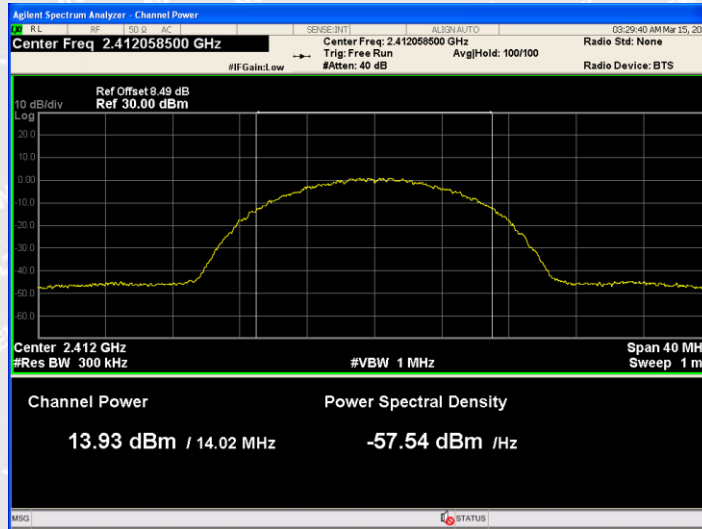 Agilent Spectrum Analyzer - Channel Power
LXI RL RF 50 Ω AC SENSE:INT ALIGNAUTO 03:29:40 AM Mar 15, 20
Center Freq 2.412058500 GHz
Center Freq: 2.412058500 GHz
Radio Std: None
Trig: Free Run Avg|Hold: 100/100
#IFGain:Low #Atten: 40 dB Radio Device: BTS
Ref Offset 8.49 dB
10 dB/div Ref 30.00 dBm
Log
20.0
10.0
0.00
-10.0
-20.0
-30.0
-40.0
-50.0
-60.0
Center 2.412 GHz Span 40 MH
#Res BW 300 kHz #VBW 1 MHz Sweep 1 m
Channel Power Power Spectral Density
13.93 dBm / 14.02 MHz -57.54 dBm /Hz
MSG STATUS